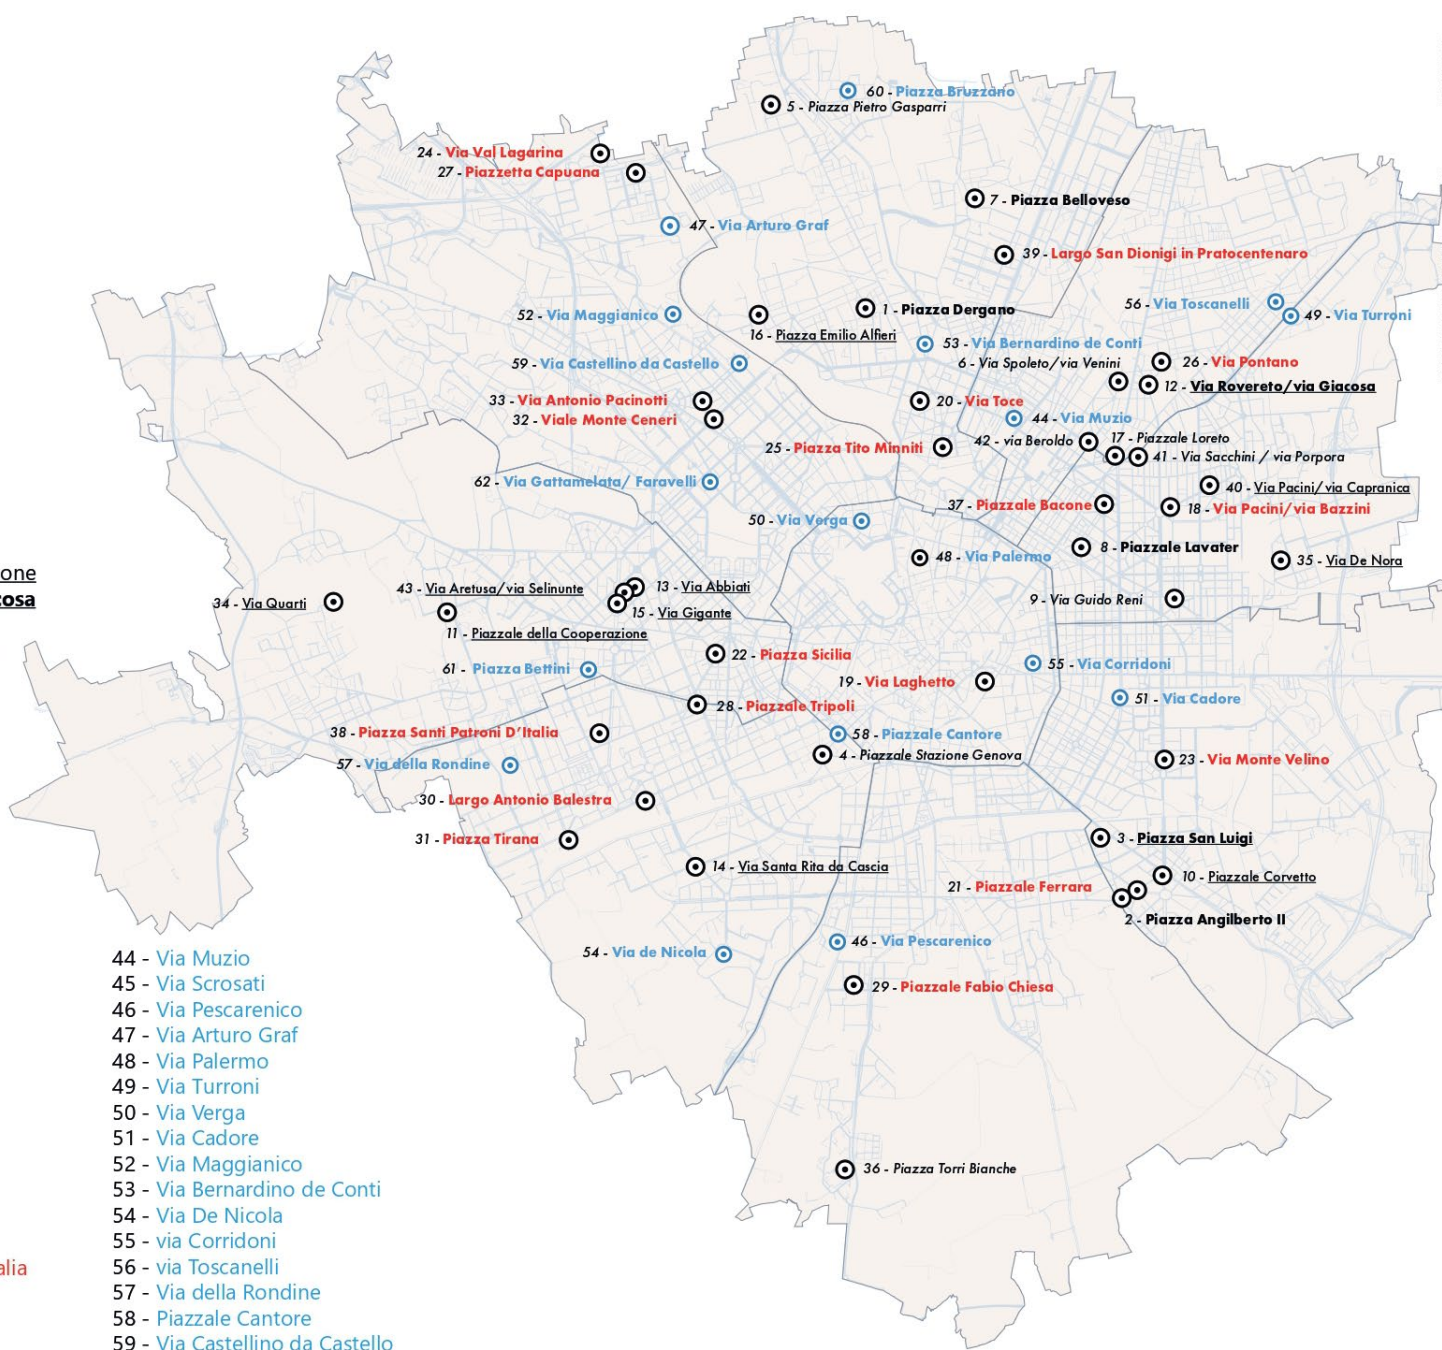 60 - Piazza Bruzzano
5 - Piazza Pietro Gasparri
24 - Via Val Lagarina
27 - Piazzetta Capuana
7 - Piazza Belloveso
47 - Via Arturo Graf
39 - Largo San Dionigi in Pratocentenaro
56 - Via Toscanelli
49 - Via Turroni
52 - Via Maggianico
1 - Piazza Dergano
16 - Piazza Emilio Alfieri
53 - Via Bernardino de Conti
59 - Via Castellino da Castello
6 - Via Spoleto/via Venini
26 - Via Pontano
12 - Via Rovereto/via Giacosa
33 - Via Antonio Pacinotti
20 - Via Toce
32 - Viale Monte Ceneri
44 - Via Muzio
25 - Piazza Tito Minniti
42 - via Beroldo
17 - Piazzale Loreto
41 - Via Sacchini / via Porpora
62 - Via Gattamelata/ Faravelli
40 - Via Pacini/via Capranica
37 - Piazzale Bacone
18 - Via Pacini/via Bazzini
50 - Via Verga
48 - Via Palermo
8 - Piazzale Lavater
35 - Via De Nora
one
cosa
43 - Via Aretusa/via Selinunte
13 - Via Abbiati
34 - Via Quarti
15 - Via Gigante
9 - Via Guido Reni
11 - Piazzale della Cooperazione
22 - Piazza Sicilia
61 - Piazza Bettini
55 - Via Corridoni
19 - Via Laghetto
51 - Via Cadore
28 - Piazzale Tripoli
38 - Piazza Santi Patroni D'Italia
58 - Piazzale Cantore
4 - Piazzale Stazione Genova
57 - Via della Rondine
23 - Via Monte Velino
30 - Largo Antonio Balestra
31 - Piazza Tirana
3 - Piazza San Luigi
14 - Via Santa Rita da Cascia
10 - Piazzale Corvetto
21 - Piazzale Ferrara
2 - Piazza Angilberto II
46 - Via Pescarenico
54 - Via de Nicola
29 - Piazzale Fabio Chiesa
36 - Piazza Torri Bianche
44 - Via Muzio
45 - Via Scrosati
46 - Via Pescarenico
47 - Via Arturo Graf
48 - Via Palermo
49 - Via Turroni
50 - Via Verga
51 - Via Cadore
52 - Via Maggianico
53 - Via Bernardino de Conti
54 - Via De Nicola
55 - via Corridoni
56 - via Toscanelli
alia
57 - Via della Rondine
58 - Piazzale Cantore
59 - Via Castellino da Castello